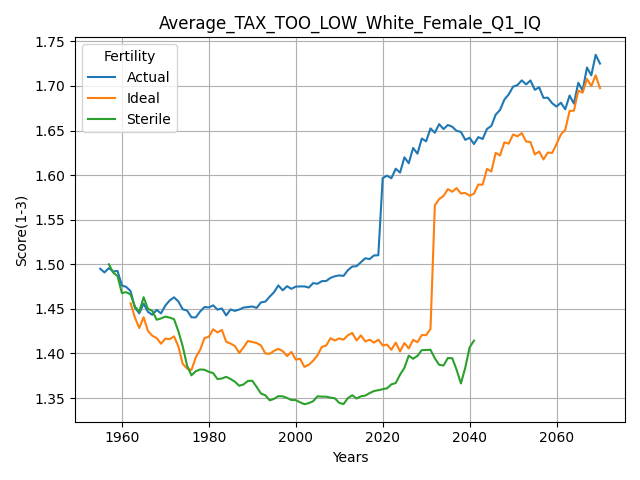 Average_TAX_TOO_LOW_White_Female_Q1_IQ
Fertility
Actual
Ideal
Sterile
Score(1-3)
1.75
1.70
1.65
1.60
1.55
1.50
1.45
1.40
1.35
1960
1980
2000
2020
2040
2060
Years